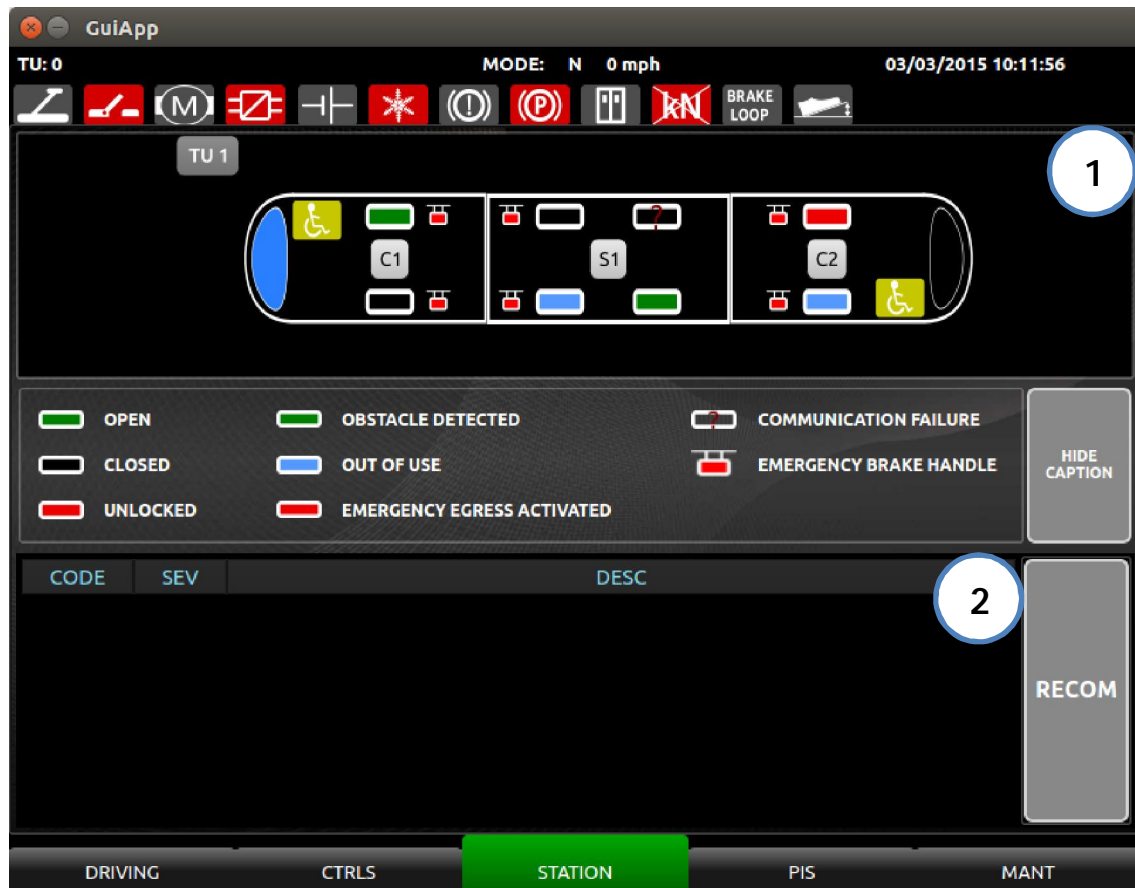 GuiApp
TU: 0 MODE: N 0 mph 03/03/2015 10:11:56
M P kN BRAKE LOOP
TU 1
1
?
C1 S1 C2
OPEN OBSTACLE DETECTED ? COMMUNICATION FAILURE
CLOSED OUT OF USE EMERGENCY BRAKE HANDLE
UNLOCKED EMERGENCY EGRESS ACTIVATED
HIDE
CAPTION
CODE SEV DESC
2
RECOM
DRIVING CTRLS STATION PIS MANT